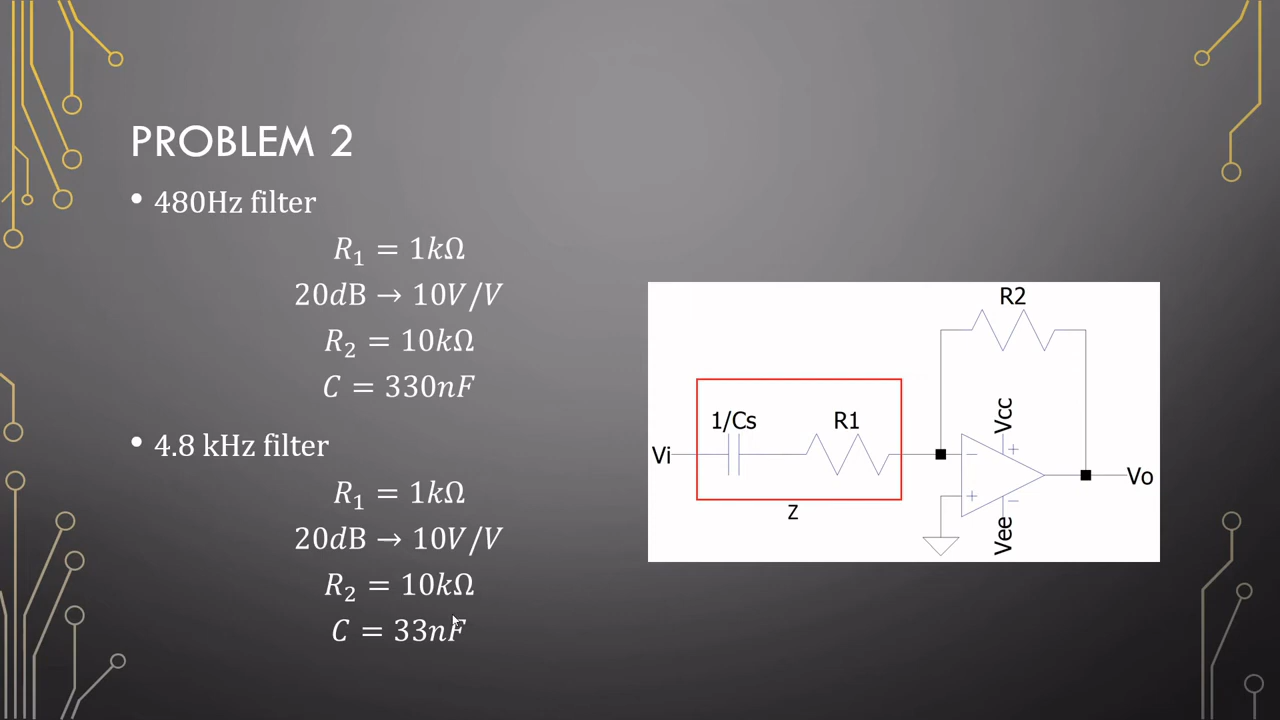 PROBLEM 2
• 480Hz filter
R₁ = 1kΩ
20dB → 10V/V
R₂ = 10kΩ
C = 330nF
• 4.8 kHz filter
R₁ = 1kΩ
20dB → 10V/V
R₂ = 10kΩ
C = 33nF
R2
1/Cs
R1
Vcc
+
Vi
−
+
Vo
−
Z
Vee